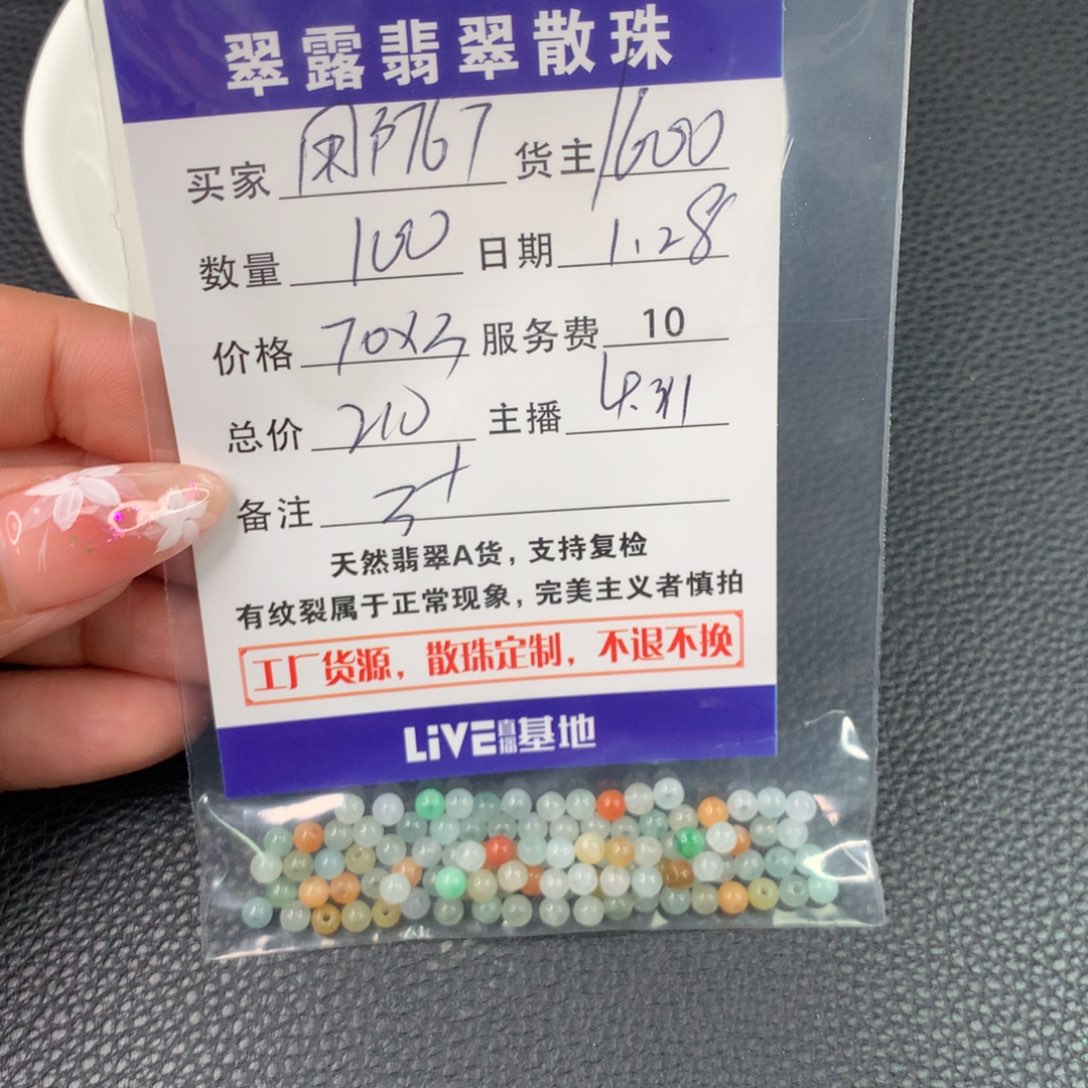 翠露翡翠散珠
买家 闲3767 货主 1600
数量 100 日期 1.28
价格 70x3 服务费 10
总价 210 主播
备注 3+
天然翡翠A货，支持复检
有纹裂属于正常现象，完美主义者慎拍
工厂货源，散珠定制，不退不换
LiVE直播基地